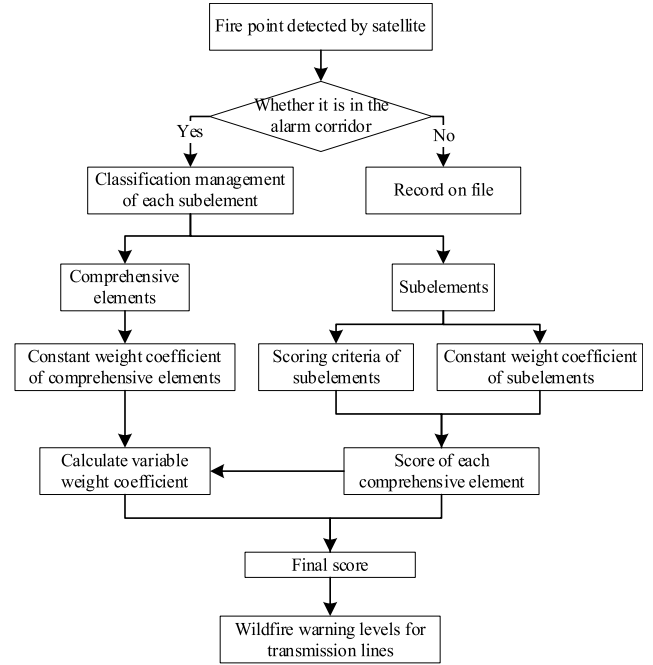 Fire point detected by satellite
Whether it is in the
alarm corridor
Yes
No
Classification management
of each subelement
Record on file
Comprehensive
elements
Subelements
Constant weight coefficient
of comprehensive elements
Scoring criteria of
subelements
Constant weight coefficient
of subelements
Calculate variable
weight coefficient
Score of each
comprehensive element
Final score
Wildfire warning levels for
transmission lines